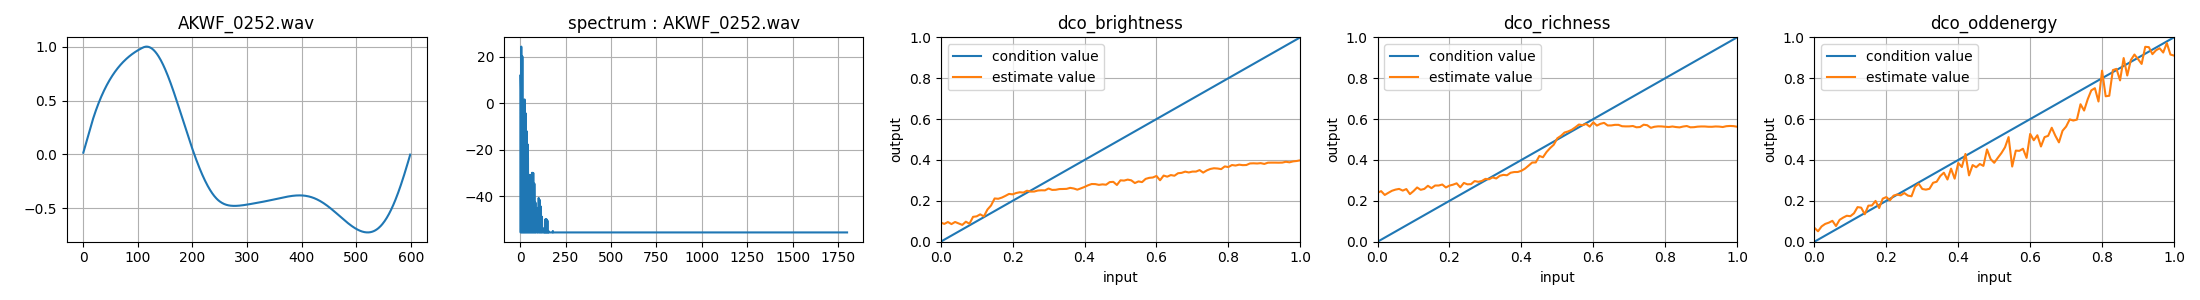 AKWF_0252.wav
1.0
0.5
0.0
−0.5
0 100 200 300 400 500 600
spectrum : AKWF_0252.wav
20
0
−20
−40
0 250 500 750 1000 1250 1500 1750
dco_brightness
condition value
estimate value
output
1.0
0.8
0.6
0.4
0.2
0.0
0.0 0.2 0.4 0.6 0.8 1.0
input
dco_richness
condition value
estimate value
output
1.0
0.8
0.6
0.4
0.2
0.0
0.0 0.2 0.4 0.6 0.8 1.0
input
dco_oddenergy
condition value
estimate value
output
1.0
0.8
0.6
0.4
0.2
0.0
0.0 0.2 0.4 0.6 0.8 1.0
input